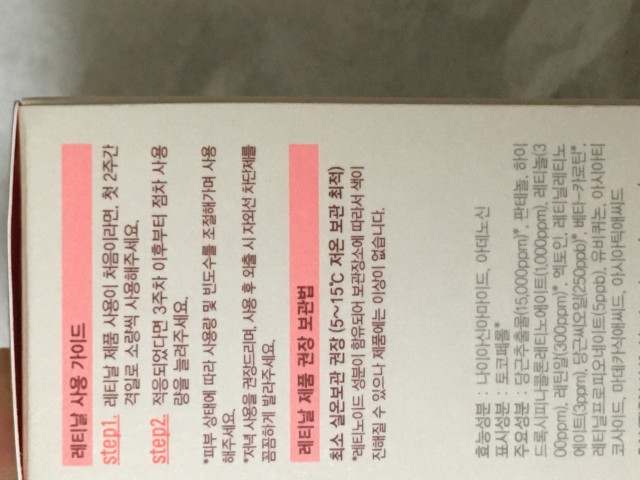 레티날 사용 가이드
step1. 레티날 제품 사용이 처음이라면, 첫 2주간
격일로 소량씩 사용해주세요.
step2. 적응되었다면 3주차 이후부터 점차 사용
량을 늘려주세요.
*피부 상태에 따라 사용량 및 빈도수를 조절해가며 사용
해주세요.
*저녁 사용을 권장드리며, 사용 후 외출 시 자외선 차단제를
꼼꼼하게 발라주세요.
레티날 제품 권장 보관법
최소 실온보관 권장 (5~15℃ 저온 보관 최적)
*레티노이드 성분이 함유되어 보관장소에 따라서 색이
진해질 수 있으나 제품에는 이상이 없습니다.
효능성분 : 나이아신아마이드, 아데노신
표시성분 : 토코페롤*
주요성분 : 당근추출물(15,000ppm)*, 판테놀, 하이
드록시피나콜론레티노에이트(1,000ppm), 레티놀(3
00ppm), 레틴알(300ppm)*, 엑토인, 레티닐레티노
에이트(3ppm), 당근씨오일(250ppb)*, 베타-카로틴*,
레티닐프로피오네이트(5ppb), 유비퀴논, 아시아티
코사이드, 마데카식애씨드, 아시아틱애씨드